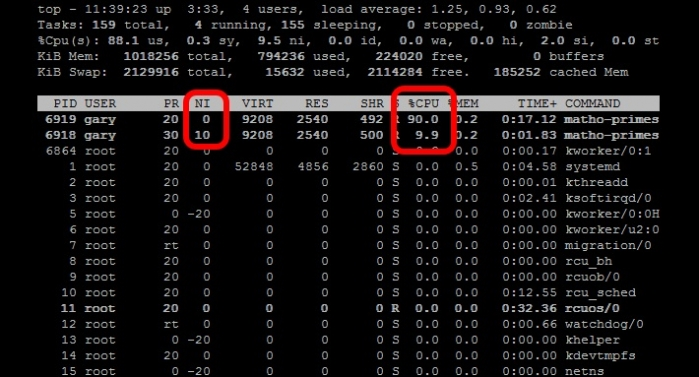 top - 11:39:23 up  3:33,  4 users,  load average: 1.25, 0.93, 0.62
Tasks: 159 total,   4 running, 155 sleeping,   0 stopped,   0 zombie
%Cpu(s): 88.1 us,  0.3 sy,  9.5 ni,  0.0 id,  0.0 wa,  0.0 hi,  2.0 si,  0.0 st
KiB Mem:   1018256 total,   794236 used,   224020 free,        0 buffers
KiB Swap:  2129916 total,    15632 used,  2114284 free.   185252 cached Mem
PID USER      PR  NI    VIRT    RES    SHR S %CPU %MEM     TIME+ COMMAND
6919 gary      20   0    9208   2540    492 R 90.0  0.2   0:17.12 matho-primes
6918 gary      30  10    9208   2540    500 R  9.9  0.2   0:01.83 matho-primes
6864 root      20   0       0      0      0 S  0.0  0.0   0:00.17 kworker/0:1
1 root      20   0   52848   4856   2860 S  0.0  0.5   0:04.58 systemd
2 root      20   0       0      0      0 S  0.0  0.0   0:00.01 kthreadd
3 root      20   0       0      0      0 S  0.0  0.0   0:02.41 ksoftirqd/0
5 root       0 -20       0      0      0 S  0.0  0.0   0:00.00 kworker/0:0H
6 root      20   0       0      0      0 S  0.0  0.0   0:00.00 kworker/u2:0
7 root      rt   0       0      0      0 S  0.0  0.0   0:00.00 migration/0
8 root      20   0       0      0      0 S  0.0  0.0   0:00.00 rcu_bh
9 root      20   0       0      0      0 S  0.0  0.0   0:00.00 rcuob/0
10 root      20   0       0      0      0 S  0.0  0.0   0:12.55 rcu_sched
11 root      20   0       0      0      0 R  0.0  0.0   0:32.36 rcuos/0
12 root      rt   0       0      0      0 S  0.0  0.0   0:00.66 watchdog/0
13 root       0 -20       0      0      0 S  0.0  0.0   0:00.00 khelper
14 root      20   0       0      0      0 S  0.0  0.0   0:00.00 kdevtmpfs
15 root       0 -20       0      0      0 S  0.0  0.0   0:00.00 netns